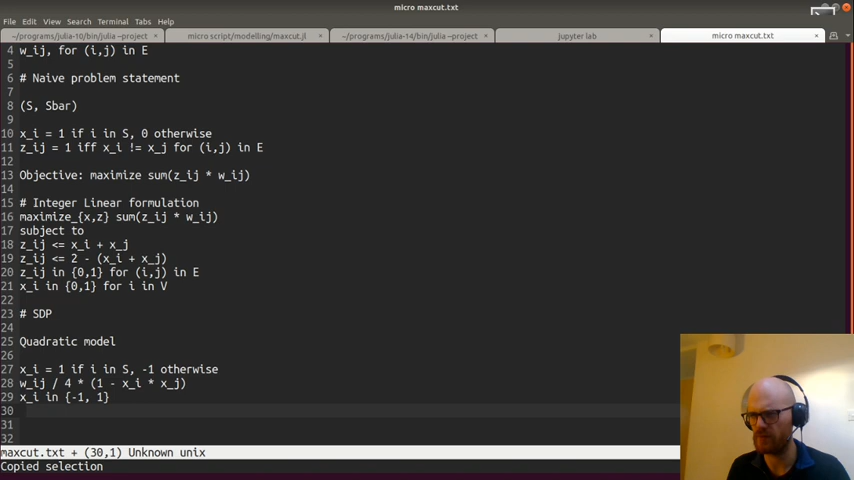 micro maxcut.txt
File Edit View Search Terminal Tabs Help
~/programs/julia-10/bin/julia –project × micro script/modelling/maxcut.jl × ~/programs/julia-14/bin/julia –project × jupyter lab × micro maxcut.txt ×
4 w_ij, for (i,j) in E
5
6 # Naive problem statement
7
8 (S, Sbar)
9
10 x_i = 1 if i in S, 0 otherwise
11 z_ij = 1 iff x_i != x_j for (i,j) in E
12
13 Objective: maximize sum(z_ij * w_ij)
14
15 # Integer Linear formulation
16 maximize_{x,z} sum(z_ij * w_ij)
17 subject to
18 z_ij <= x_i + x_j
19 z_ij <= 2 - (x_i + x_j)
20 z_ij in {0,1} for (i,j) in E
21 x_i in {0,1} for i in V
22
23 # SDP
24
25 Quadratic model
26
27 x_i = 1 if i in S, -1 otherwise
28 w_ij / 4 * (1 - x_i * x_j)
29 x_i in {-1, 1}
30
31
32
maxcut.txt + (30,1) Unknown unix
Copied selection